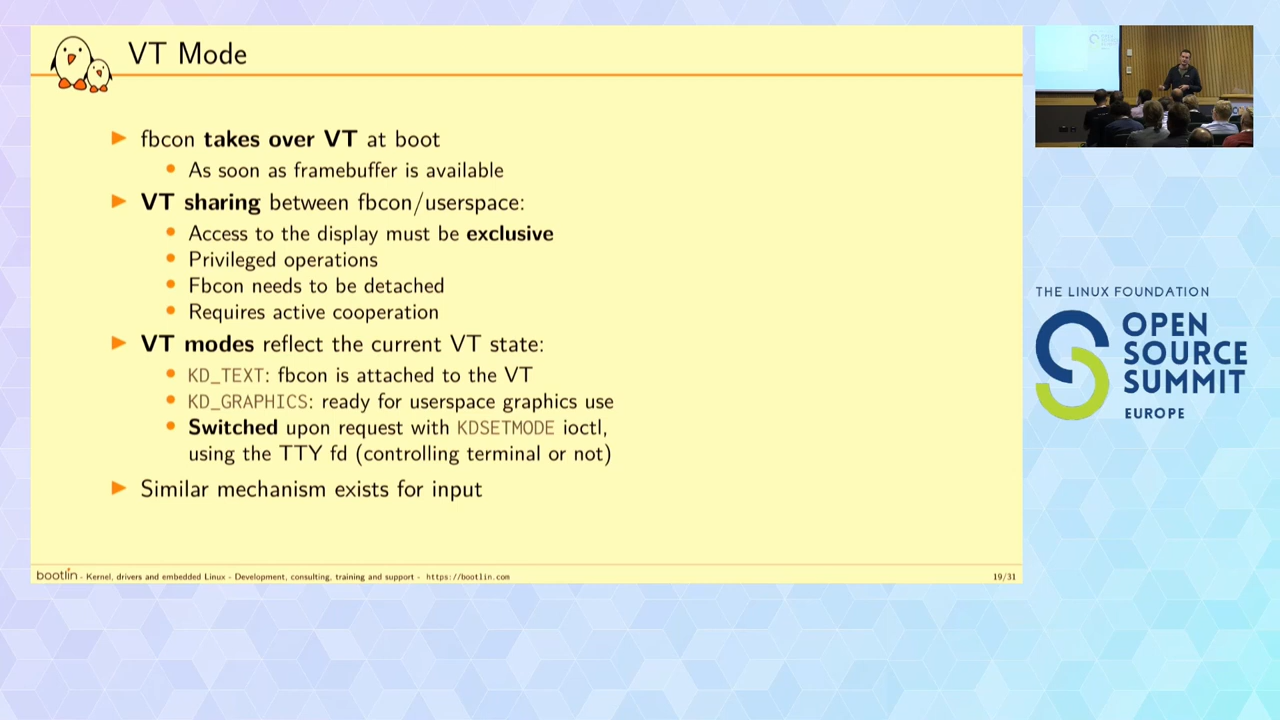 VT Mode
fbcon takes over VT at boot
As soon as framebuffer is available
VT sharing between fbcon/userspace:
Access to the display must be exclusive
Privileged operations
Fbcon needs to be detached
Requires active cooperation
VT modes reflect the current VT state:
KD_TEXT: fbcon is attached to the VT
KD_GRAPHICS: ready for userspace graphics use
Switched upon request with KDSETMODE ioctl,
using the TTY fd (controlling terminal or not)
Similar mechanism exists for input
bootlin - Kernel, drivers and embedded Linux - Development, consulting, training and support - https://bootlin.com
19/31
THE LINUX FOUNDATION
OPEN
SOURCE
SUMMIT
EUROPE